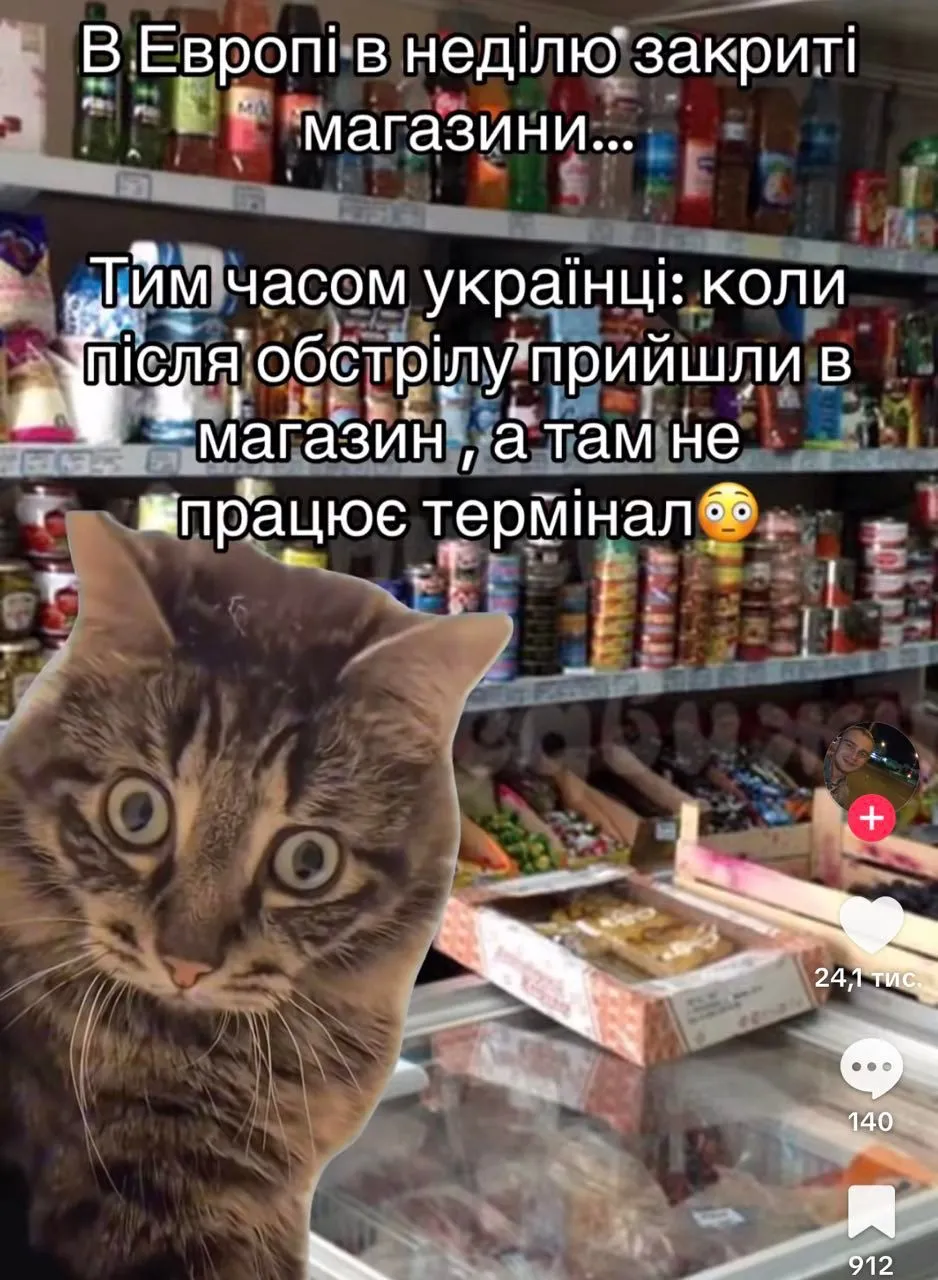 В Европі в неділю закриті
магазини...
Тим часом українці: коли
після обстрілу прийшли в
магазин , а там не
працює термінал😳
24,1 тис.
140
912